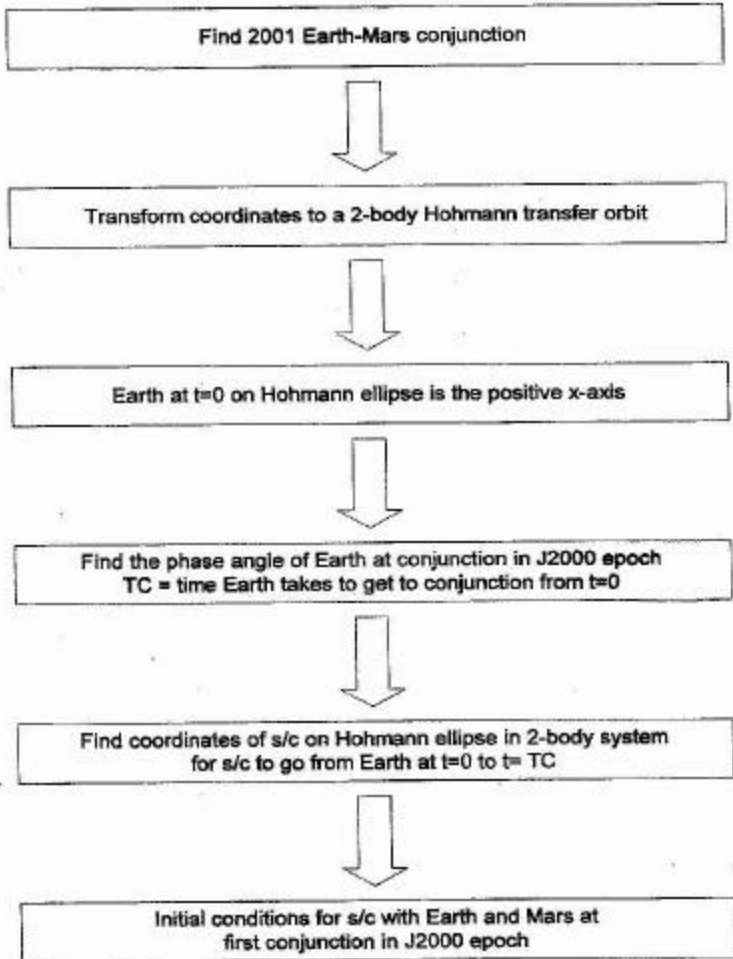 Find 2001 Earth-Mars conjunction
Transform coordinates to a 2-body Hohmann transfer orbit
Earth at t=0 on Hohmann ellipse is the positive x-axis
Find the phase angle of Earth at conjunction in J2000 epoch
TC = time Earth takes to get to conjunction from t=0
Find coordinates of s/c on Hohmann ellipse in 2-body system
for s/c to go from Earth at t=0 to t= TC
Initial conditions for s/c with Earth and Mars at
first conjunction in J2000 epoch